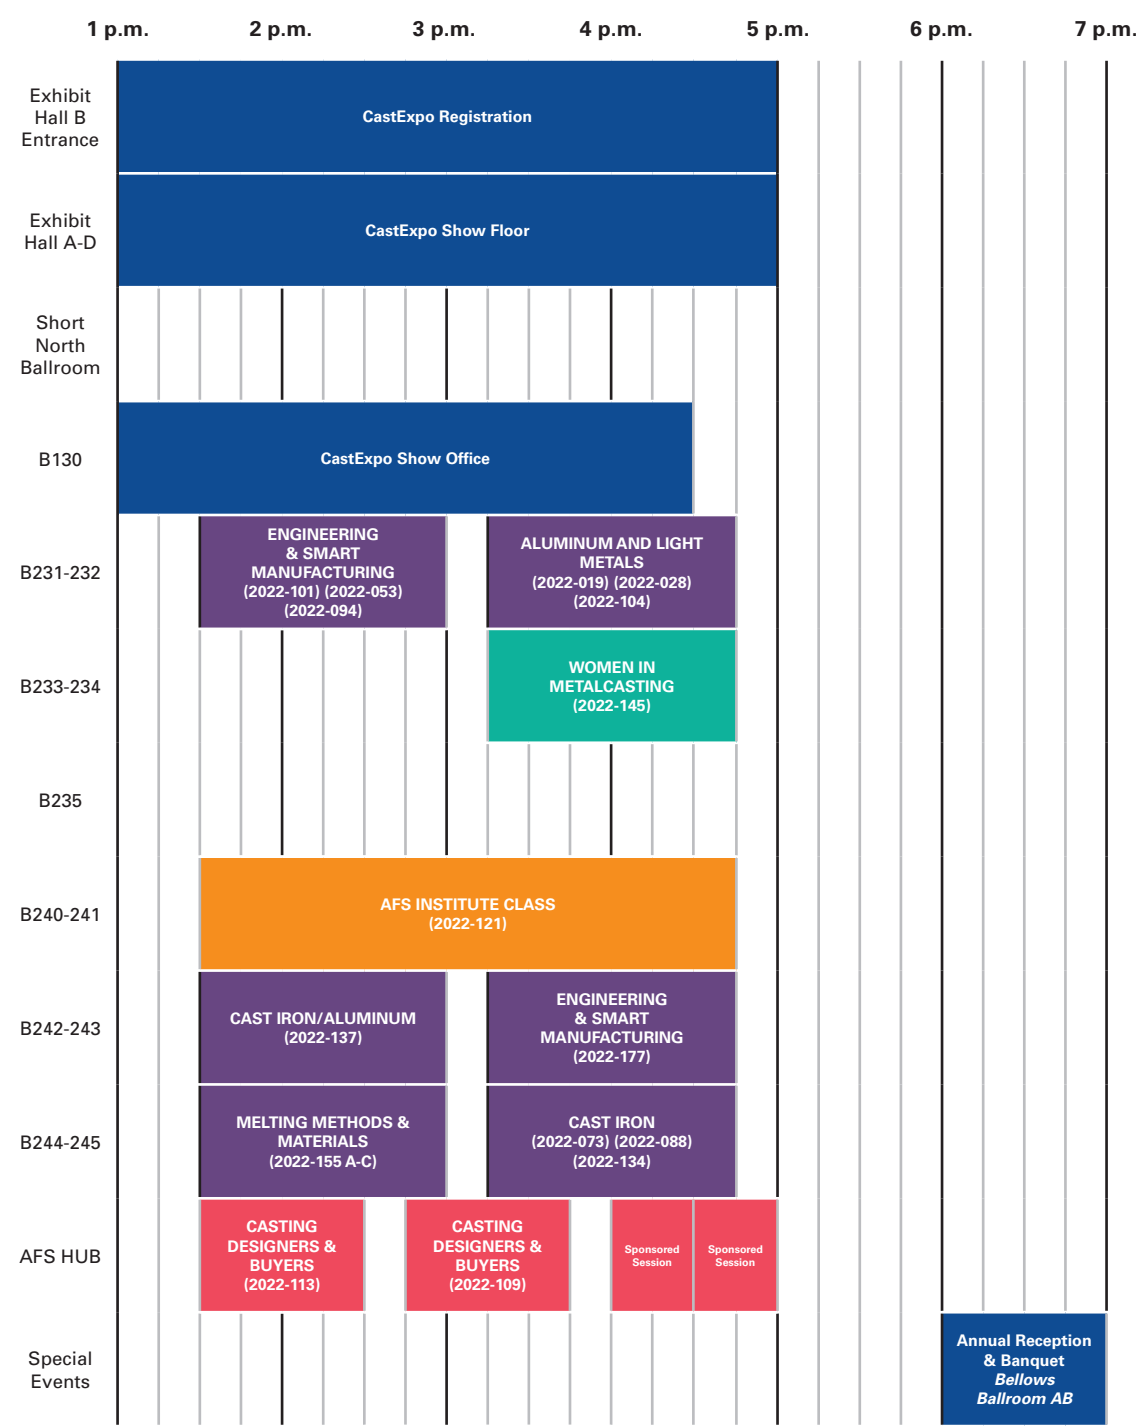 1 p.m. 2 p.m. 3 p.m. 4 p.m. 5 p.m. 6 p.m. 7 p.m.
Exhibit
Hall B
Entrance
CastExpo Registration
Exhibit
Hall A-D
CastExpo Show Floor
Short
North
Ballroom
B130
CastExpo Show Office
B231-232
ENGINEERING
& SMART
MANUFACTURING
(2022-101) (2022-053)
(2022-094)
ALUMINUM AND LIGHT
METALS
(2022-019) (2022-028)
(2022-104)
B233-234
WOMEN IN
METALCASTING
(2022-145)
B235
B240-241
AFS INSTITUTE CLASS
(2022-121)
B242-243
CAST IRON/ALUMINUM
(2022-137)
ENGINEERING
& SMART
MANUFACTURING
(2022-177)
B244-245
MELTING METHODS &
MATERIALS
(2022-155 A-C)
CAST IRON
(2022-073) (2022-088)
(2022-134)
AFS HUB
CASTING
DESIGNERS &
BUYERS
(2022-113)
CASTING
DESIGNERS &
BUYERS
(2022-109)
Sponsored
Session
Sponsored
Session
Special
Events
Annual Reception
& Banquet
Bellows
Ballroom AB